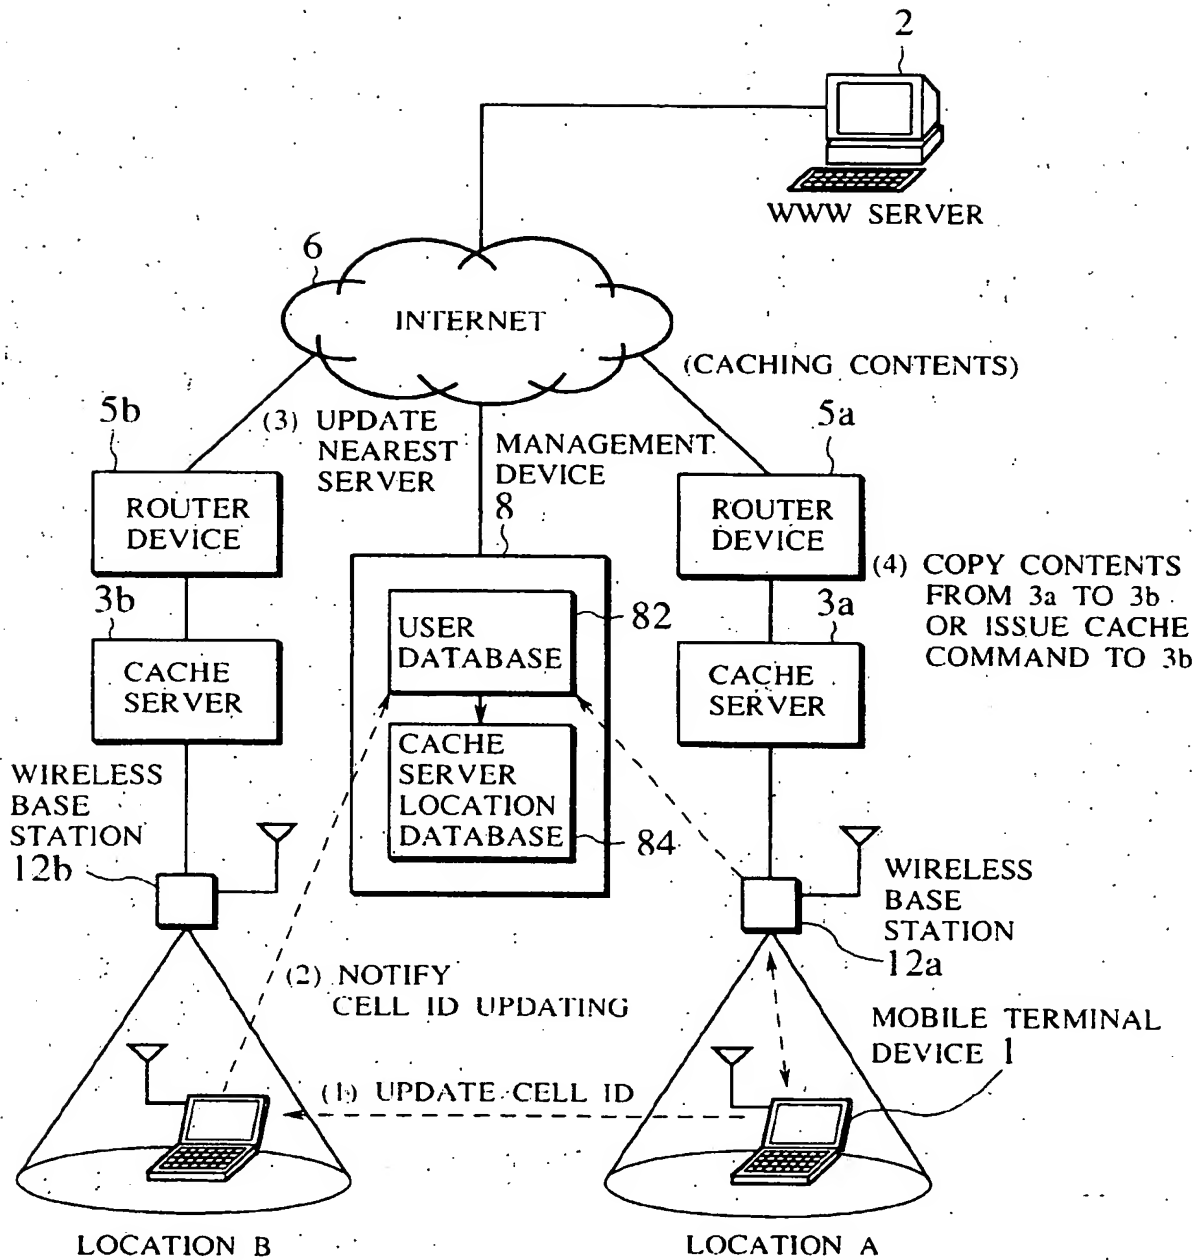 2
WWW SERVER
6
INTERNET
(CACHING CONTENTS)
5b
(3) UPDATE
NEAREST
SERVER
MANAGEMENT
DEVICE
8
5a
ROUTER
DEVICE
ROUTER
DEVICE
(4) COPY CONTENTS
FROM 3a TO 3b
OR ISSUE CACHE
COMMAND TO 3b
3b
CACHE
SERVER
USER
DATABASE
82
3a
CACHE
SERVER
CACHE
SERVER
LOCATION
DATABASE
84
WIRELESS
BASE
STATION
12b
WIRELESS
BASE
STATION
12a
(2) NOTIFY
CELL ID UPDATING
MOBILE TERMINAL
DEVICE 1
(1) UPDATE CELL ID
LOCATION B
LOCATION A